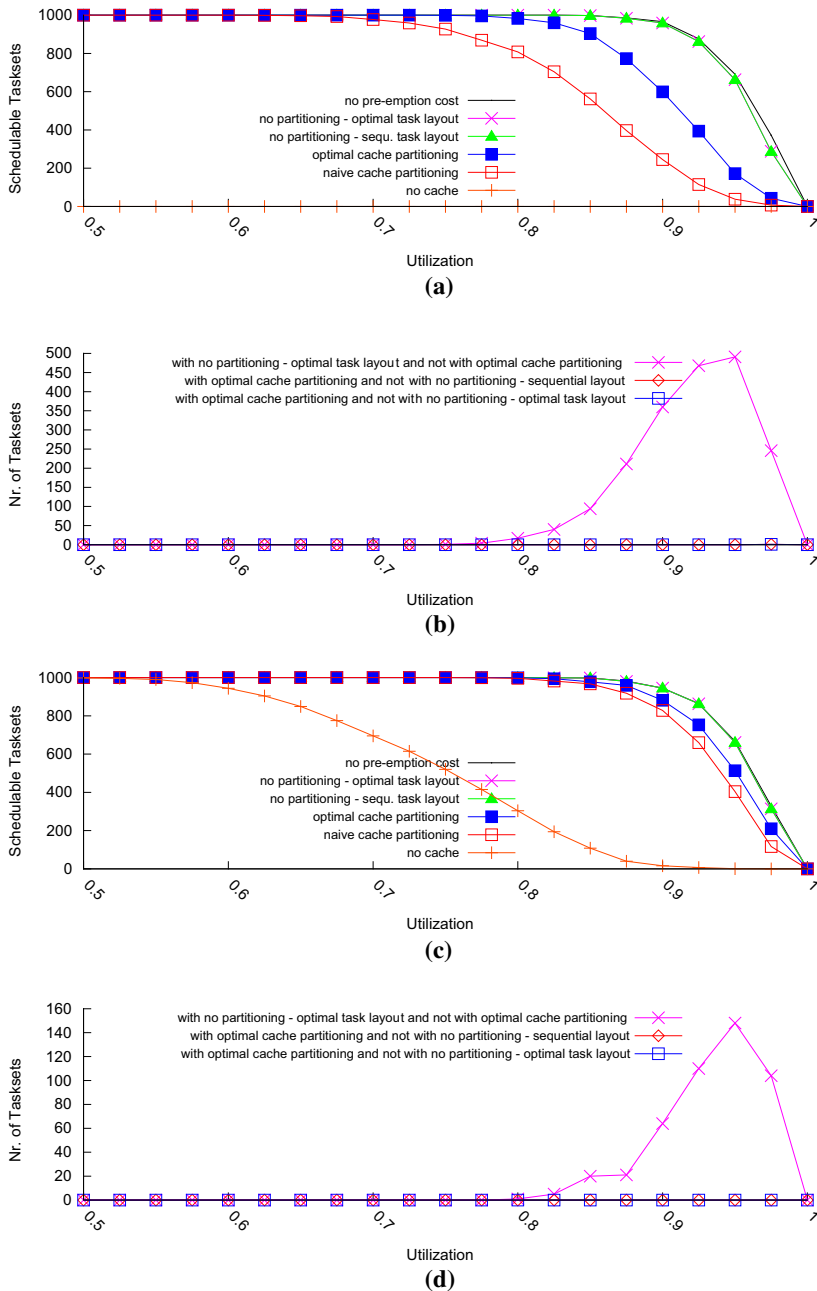 1000
800
600
400
200
0
Schedulable Tasksets
no pre-emption cost
no partitioning - optimal task layout
no partitioning - sequ. task layout
optimal cache partitioning
naive cache partitioning
no cache
0.5
0.6
0.7
0.8
0.9
1
Utilization
(a)
500
450
400
350
300
250
200
150
100
50
0
Nr. of Tasksets
with no partitioning - optimal task layout and not with optimal cache partitioning
with optimal cache partitioning and not with no partitioning - sequential layout
with optimal cache partitioning and not with no partitioning - optimal task layout
0.5
0.6
0.7
0.8
0.9
1
Utilization
(b)
1000
800
600
400
200
0
Schedulable Tasksets
no pre-emption cost
no partitioning - optimal task layout
no partitioning - sequ. task layout
optimal cache partitioning
naive cache partitioning
no cache
0.5
0.6
0.7
0.8
0.9
1
Utilization
(c)
160
140
120
100
80
60
40
20
0
Nr. of Tasksets
with no partitioning - optimal task layout and not with optimal cache partitioning
with optimal cache partitioning and not with no partitioning - sequential layout
with optimal cache partitioning and not with no partitioning - optimal task layout
0.5
0.6
0.7
0.8
0.9
1
Utilization
(d)